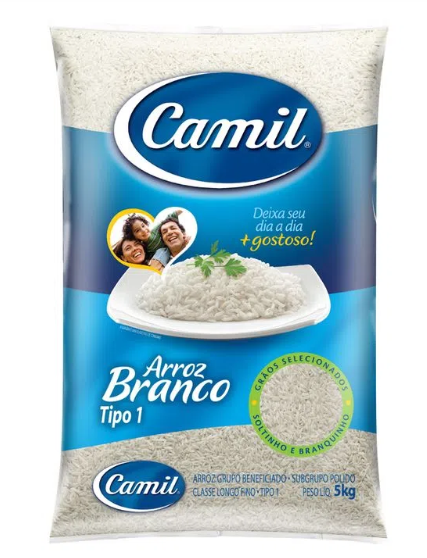 Camil®
Deixa seu
dia a dia
+gostoso!
Arroz
Branco
Tipo 1
GRÃOS SELECIONADOS
SOLTINHO E BRANQUINHO
Camil®
ARROZ GRUPO BENEFICIADO • SUBGRUPO POLIDO
CLASSE LONGO FINO • TIPO 1 PESO LÍQ. 5kg